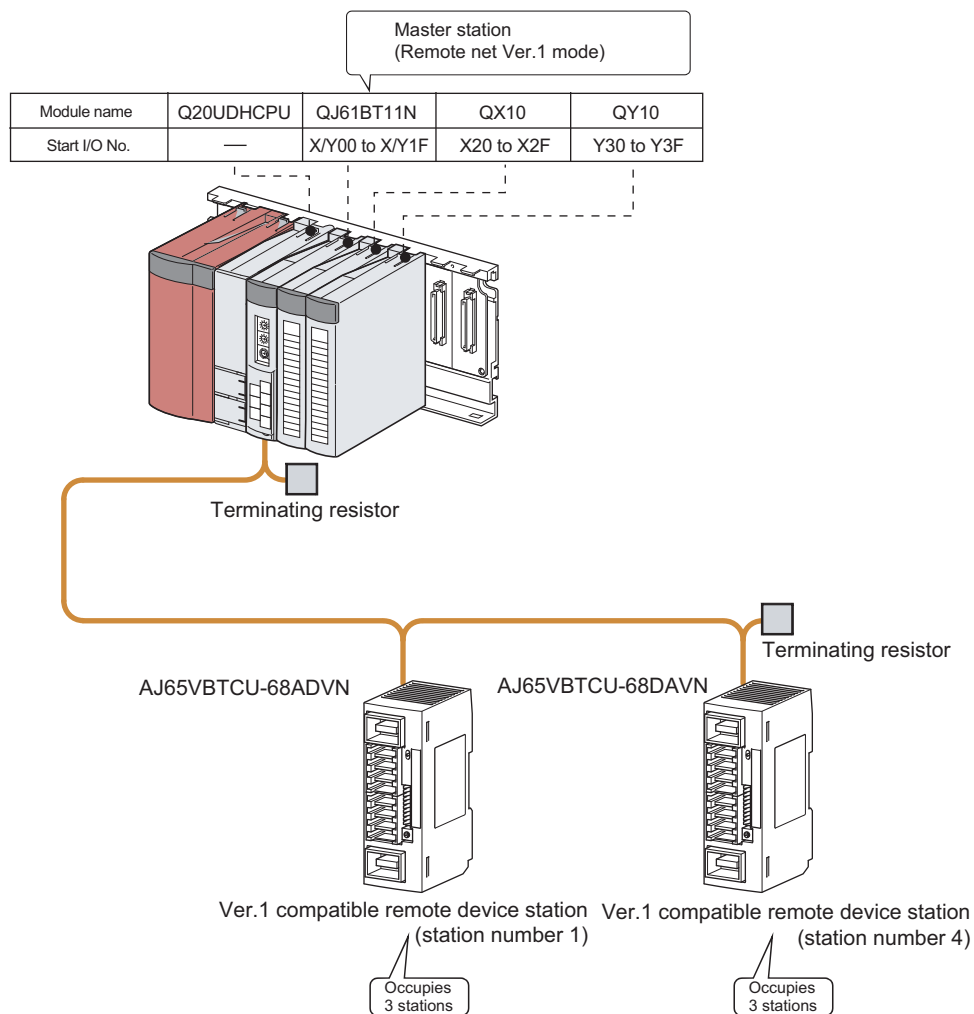 Master station
(Remote net Ver.1 mode)
Module name Q20UDHCPU QJ61BT11N QX10 QY10
Start I/O No. — X/Y00 to X/Y1F X20 to X2F Y30 to Y3F
Terminating resistor
Terminating resistor
AJ65VBTCU-68ADVN AJ65VBTCU-68DAVN
Ver.1 compatible remote device station
(station number 1)
Occupies
3 stations
Ver.1 compatible remote device station
(station number 4)
Occupies
3 stations